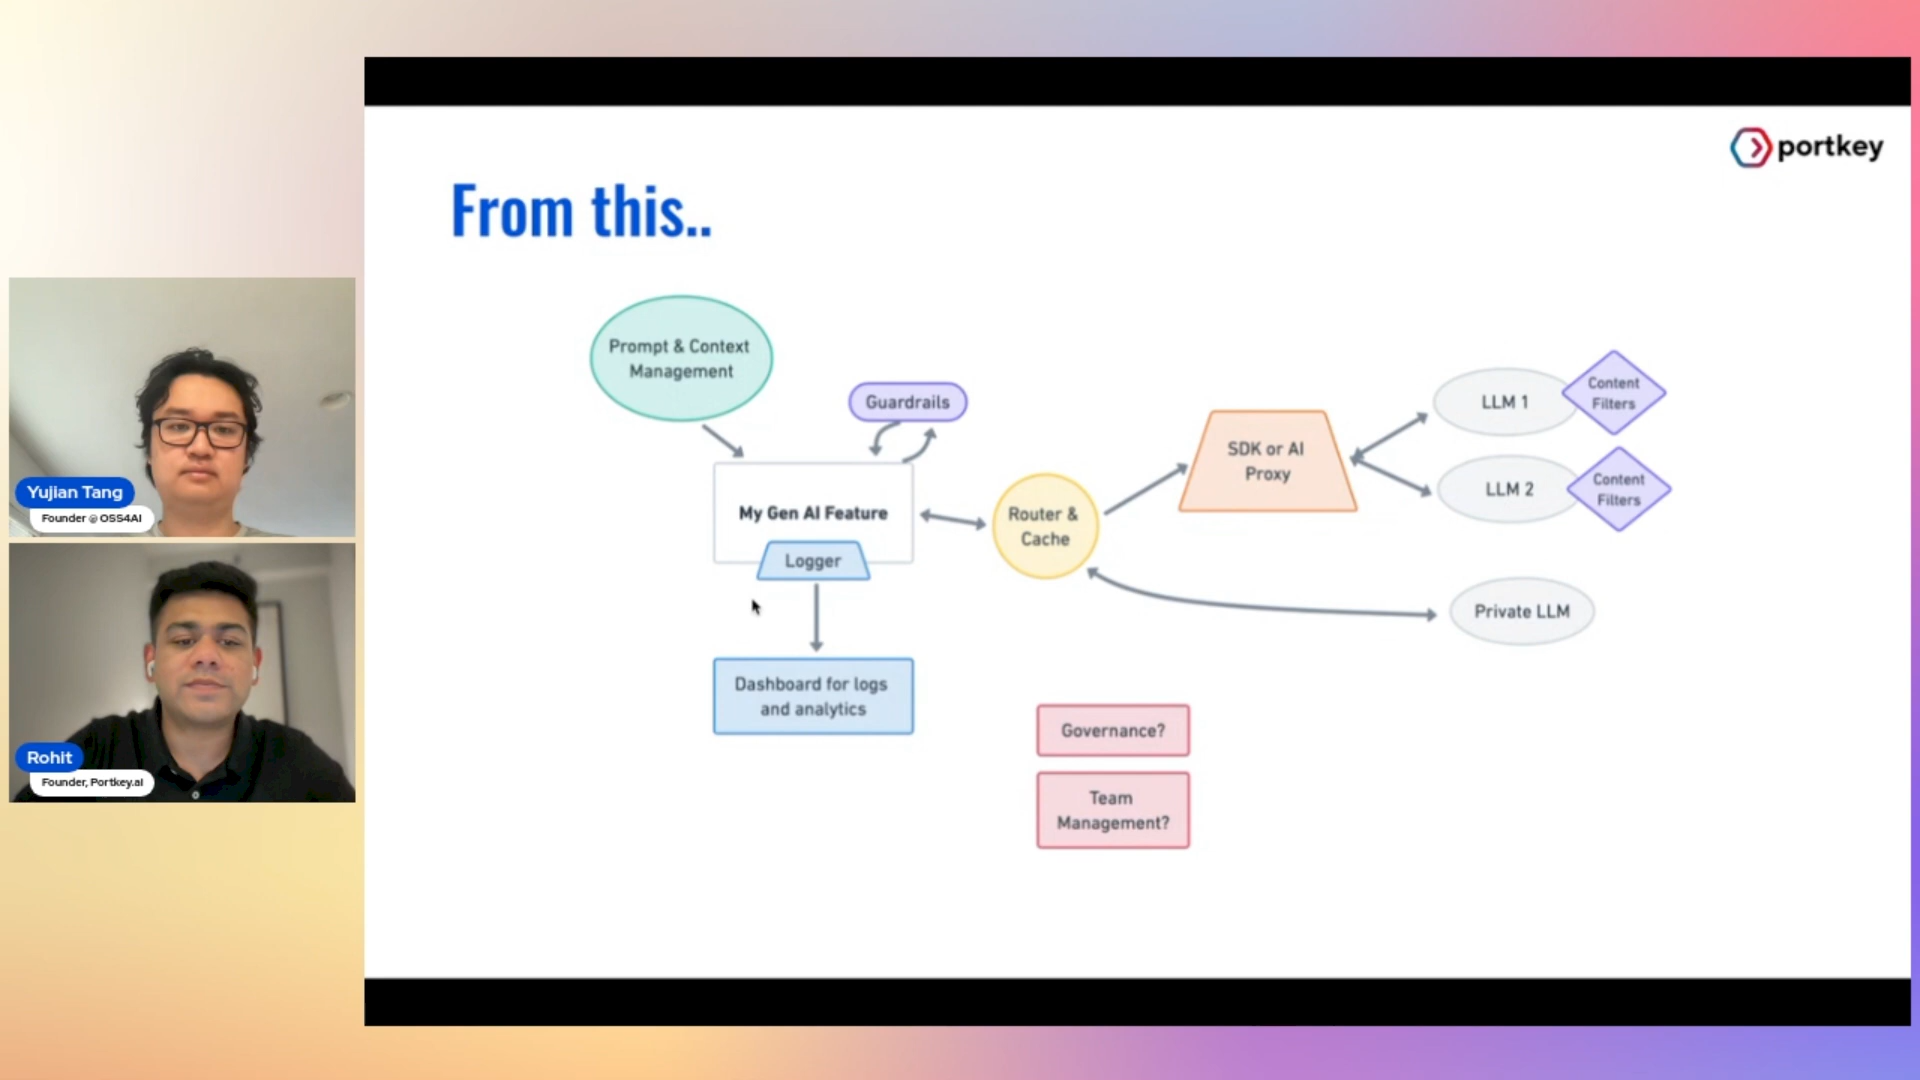 portkey
From this..
Prompt & Context
Management
Guardrails
My Gen AI Feature
Logger
Dashboard for logs
and analytics
Router &
Cache
SDK or AI
Proxy
LLM 1
Content
Filters
LLM 2
Content
Filters
Private LLM
Governance?
Team
Management?
Yujian Tang
Founder @ OSS4AI
Rohit
Founder, Portkey.ai